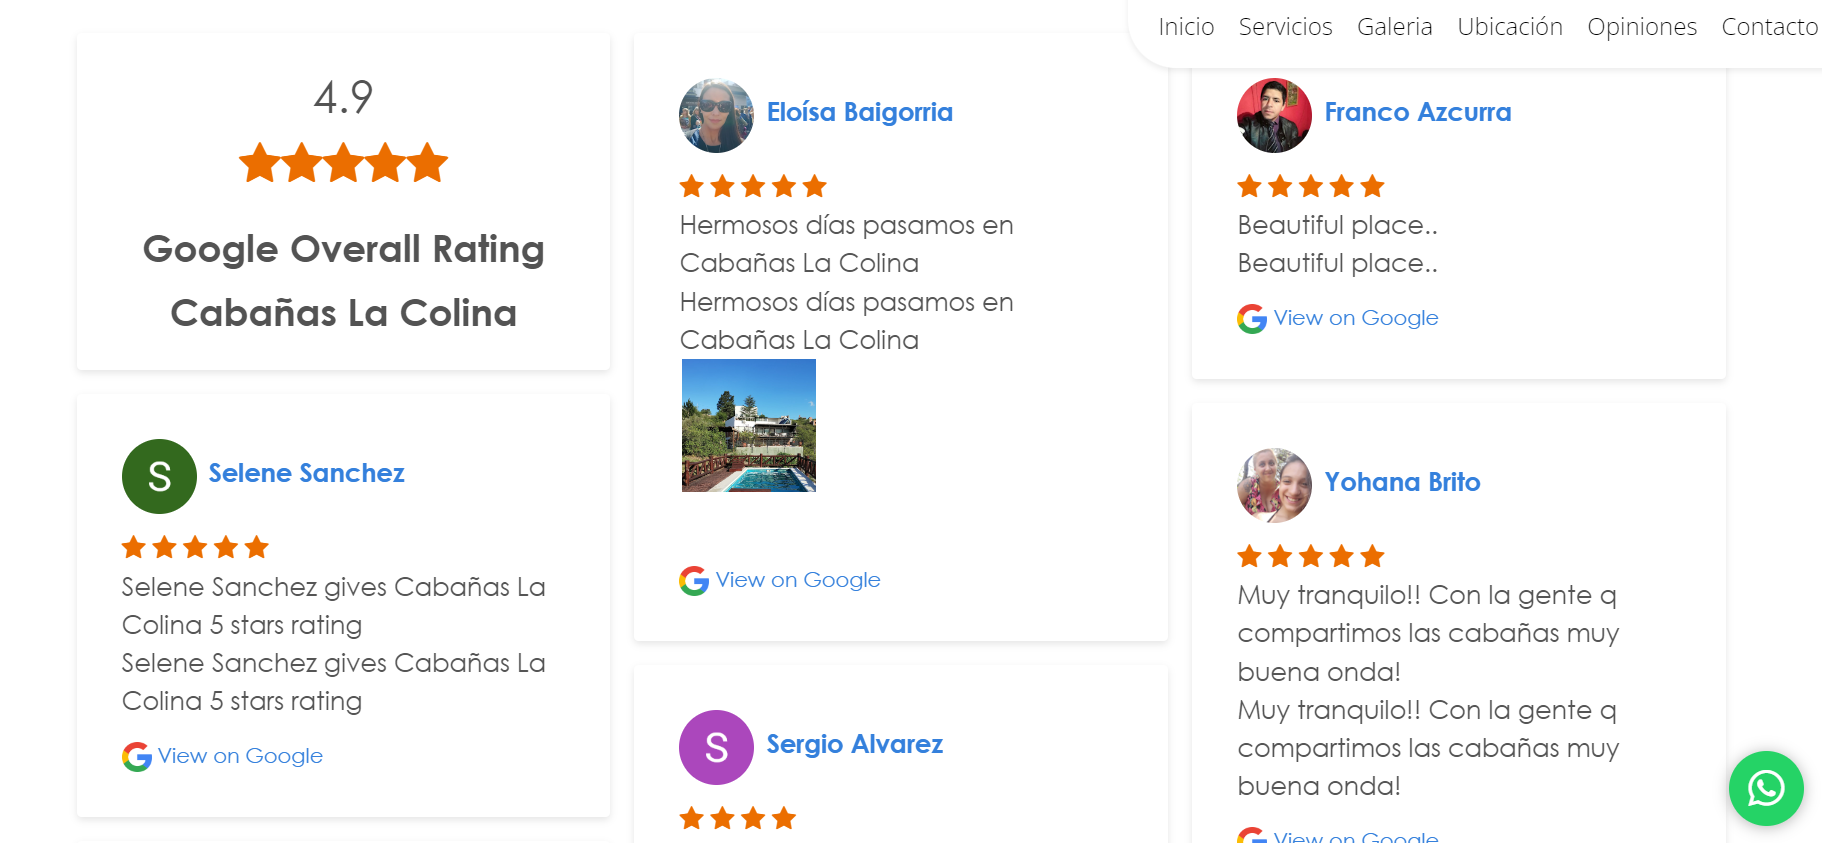 Inicio Servicios Galeria Ubicación Opiniones Contacto
4.9
Google Overall Rating
Cabañas La Colina
S
Selene Sanchez
Selene Sanchez gives Cabañas La
Colina 5 stars rating
Selene Sanchez gives Cabañas La
Colina 5 stars rating
View on Google
Eloísa Baigorria
Hermosos días pasamos en
Cabañas La Colina
Hermosos días pasamos en
Cabañas La Colina
View on Google
S
Sergio Alvarez
Franco Azcurra
Beautiful place..
Beautiful place..
View on Google
Yohana Brito
Muy tranquilo!! Con la gente q
compartimos las cabañas muy
buena onda!
Muy tranquilo!! Con la gente q
compartimos las cabañas muy
buena onda!
View on Google